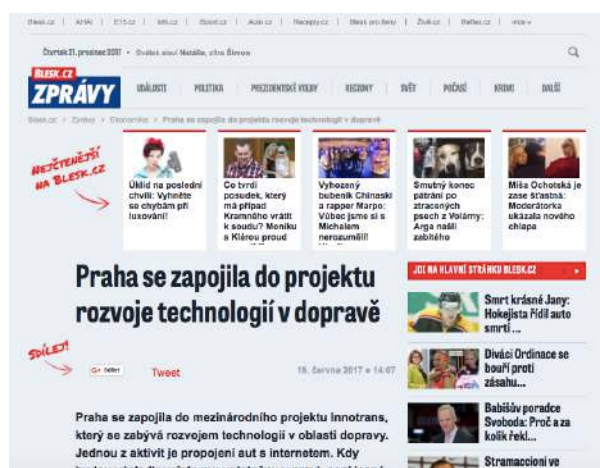 Blesk.cz | AHA! | E15.cz | Info.cz | iSport.cz | Auto.cz | Recepty.cz | Blesk pro ženy | Živě.cz | Reflex.cz | více
Čtvrtek 21. prosinec 2017 • Svátek slaví Natálie, zítra Šimon
BLESK.CZ
ZPRÁVY
UDÁLOSTI POLITIKA PREZIDENTSKÉ VOLBY REGIONY SVĚT POČASÍ KRIMI DALŠÍ
Blesk.cz > Zprávy > Ekonomika > Praha se zapojila do projektu rozvoje technologií v dopravě
NEJČTENĚJŠÍ
NA BLESK.CZ
Úklid na poslední
chvíli: Vyhněte
se chybám při
luxování!
Co tvrdí
posudek, který
má případ
Kramného vrátit
k soudu? Moniku
a Klárou proud
Vyhozený
bubeník Chinaski
a rapper Marpo:
Vůbec jsme si s
Michalem
nerozuměli!
Smutný konec
pátrání po
ztracených
psech z Volárny:
Arga našli
zabitého
Míša Ochotská je
zase šťastná:
Moderátorka
ukázala nového
chlapa
Praha se zapojila do projektu
rozvoje technologií v dopravě
SDÍLEJ!
G+ Sdílet
Tweet
19. června 2017 • 14:07
Praha se zapojila do mezinárodního projektu Innotrans,
který se zabývá rozvojem technologií v oblasti dopravy.
Jednou z aktivit je propojení aut s internetem. Kdy
JDI NA HLAVNÍ STRÁNKU BLESK.CZ
Smrt krásné Jany:
Hokejista řídil auto
smrti ...
Diváci Ordinace se
bouří proti
zásahu...
Babišův poradce
Svoboda: Proč a za
kolik řekl...
Stramaccioni ve